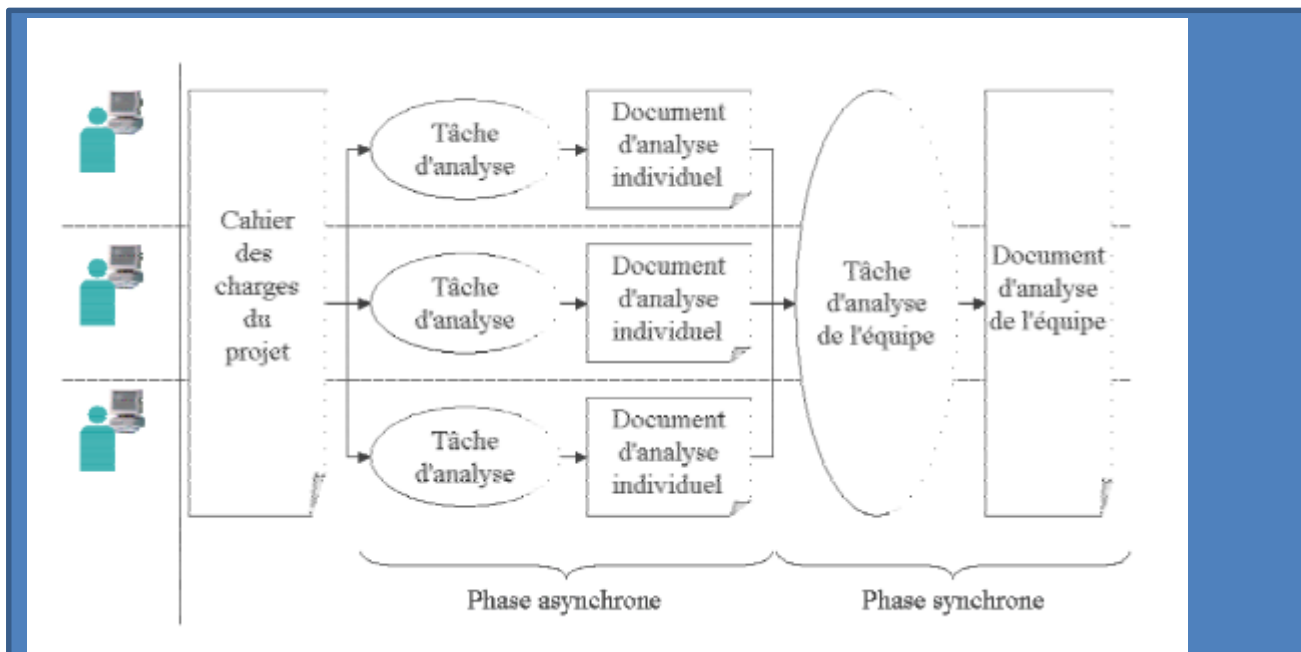 Cahier
des
charges
du
projet
Tâche
d'analyse
Document
d'analyse
individuel
Tâche
d'analyse
Document
d'analyse
individuel
Tâche
d'analyse
Document
d'analyse
individuel
Tâche
d'analyse
de l'équipe
Document
d'analyse
de l'équipe
Phase asynchrone
Phase synchrone